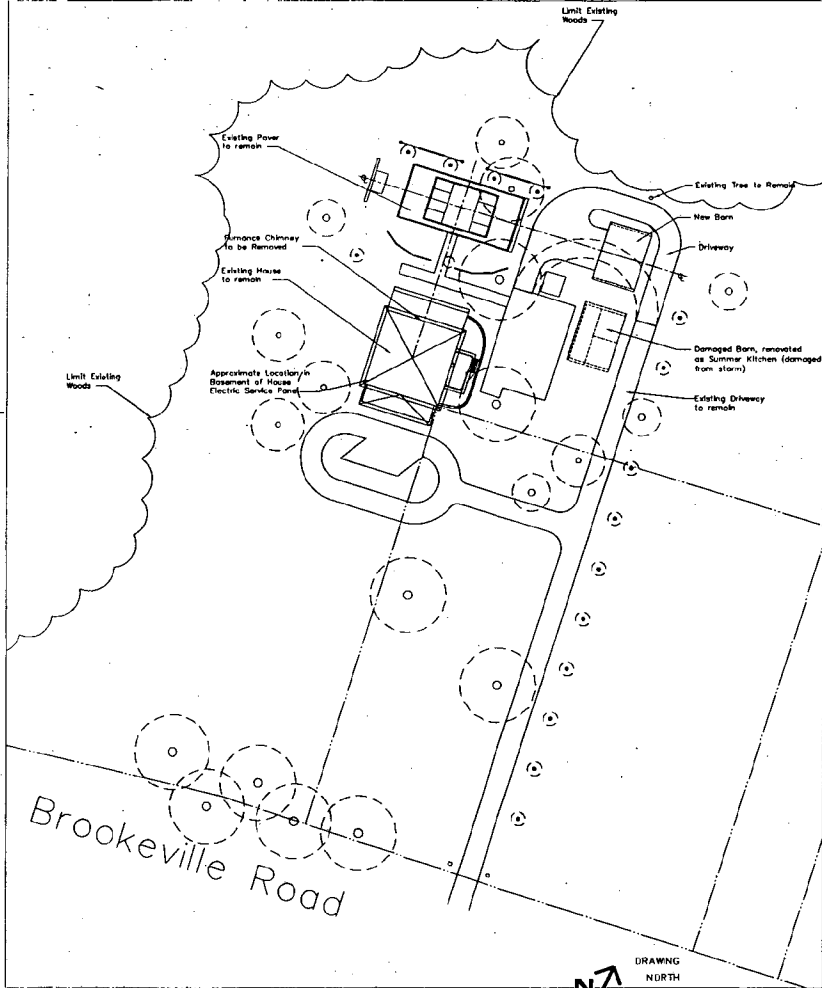 Limit Existing
Woods
Existing Paver
to remain
Existing Tree to Remain
New Barn
Driveway
Furnance Chimney
to be Removed
Existing House
to remain
Damaged Barn, renovated
as Summer Kitchen (damaged
from storm)
Limit Existing
Woods
Approximate Location in
Basement of House
Electric Service Panel
Existing Driveway
to remain
Brookeville Road
DRAWING
NORTH
N